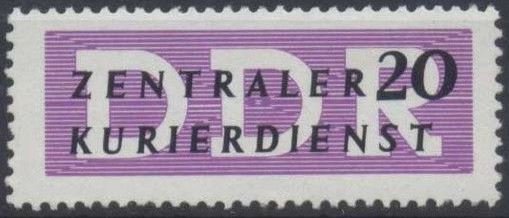 DDR
ZENTRALER 20
KURIERDIENST